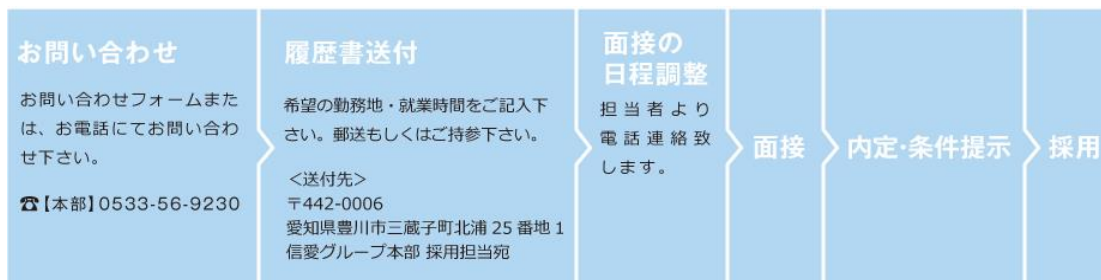 お問い合わせ
お問い合わせフォームまた
は、お電話にてお問い合わ
せ下さい。
☎【本部】0533-56-9230
履歴書送付
希望の勤務地・就業時間をご記入下
さい。郵送もしくはご持参下さい。
＜送付先＞
〒442-0006
愛知県豊川市三蔵子町北浦 25 番地 1
信愛グループ本部 採用担当宛
面接の
日程調整
担当者より
電話連絡致
します。
面接
内定･条件提示
採用